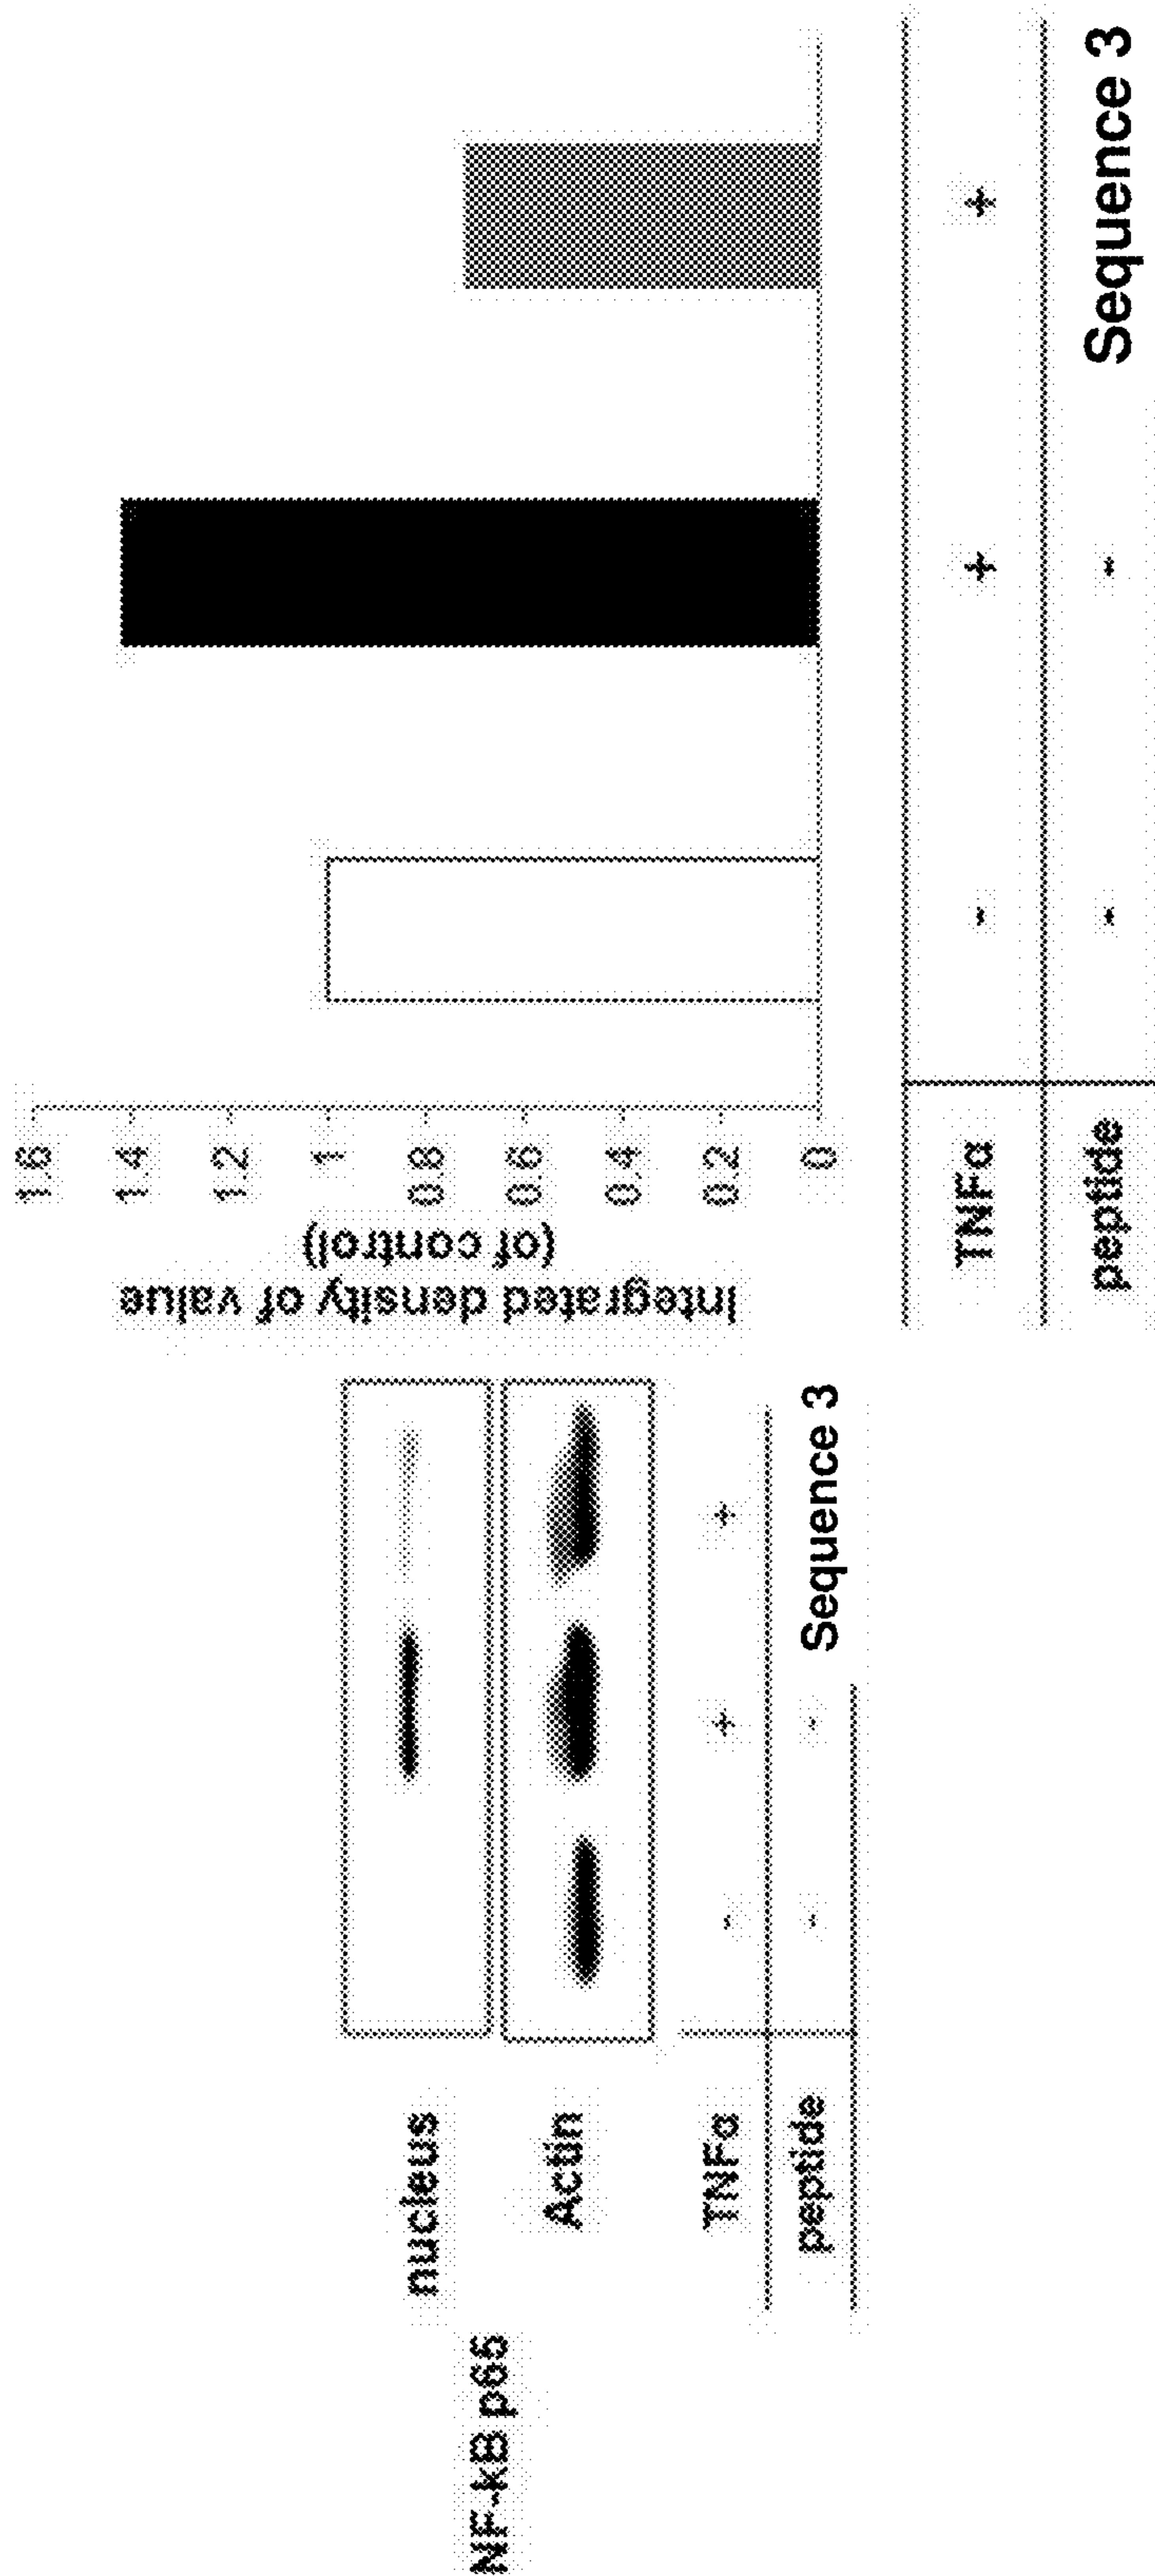 NF-kB p65
nucleus
Actin
TNFα - + +
peptide - - Sequence 3
Integrated density of value
(of control)
1.6
1.4
1.2
1
0.8
0.6
0.4
0.2
0
TNFα - + +
peptide - - Sequence 3